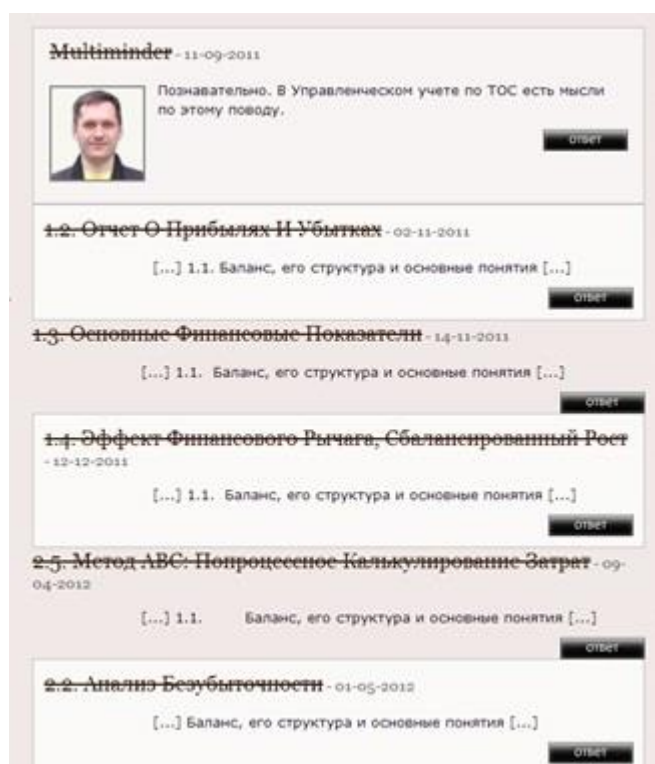 Multiminder - 11-09-2011
Познавательно. В Управленческом учете по ТОС есть мысли
по этому поводу.
ответ
1.2. Отчет О Прибылях И Убытках - 02-11-2011
[...] 1.1. Баланс, его структура и основные понятия [...]
ответ
1.3. Основные Финансовые Показатели - 14-11-2011
[...] 1.1. Баланс, его структура и основные понятия [...]
ответ
1.4. Эффект Финансового Рычага, Сбалансированный Рост
- 12-12-2011
[...] 1.1. Баланс, его структура и основные понятия [...]
ответ
2.5. Метод АВС: Попроцессное Калькулирование Затрат - 09-
04-2012
[...] 1.1. Баланс, его структура и основные понятия [...]
ответ
2.2. Анализ Безубыточности - 01-05-2012
[...] Баланс, его структура и основные понятия [...]
ответ